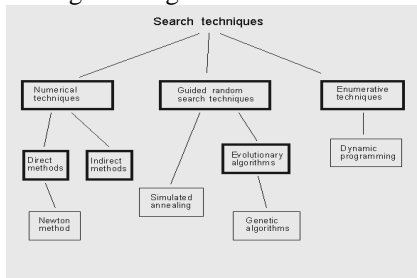 Search techniques
Numerical
techniques
Guided random
search techniques
Enumerative
techniques
Direct
methods
Indirect
methods
Evolutionary
algorithms
Dynamic
programming
Newton
method
Simulated
annealing
Genetic
algorithms